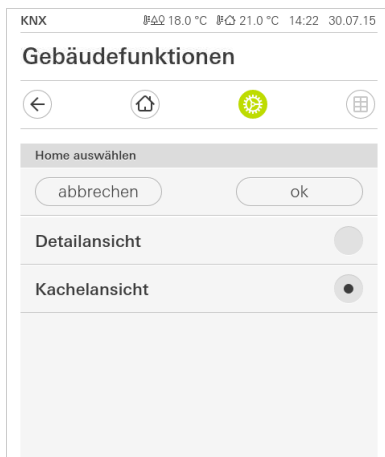 KNX 18.0 °C 21.0 °C 14:22 30.07.15
Gebäudefunktionen
Home auswählen
abbrechen ok
Detailansicht
Kachelansicht